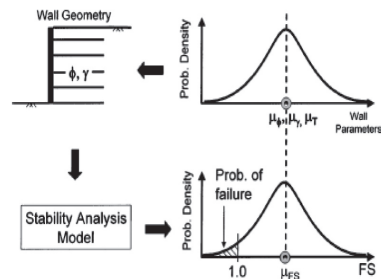 Wall Geometry
ϕ, γ
Prob. Density
μϕ, μγ, μT
Wall
Parameters
Stability Analysis
Model
Prob. Density
Prob. of
failure
1.0
μFS
FS